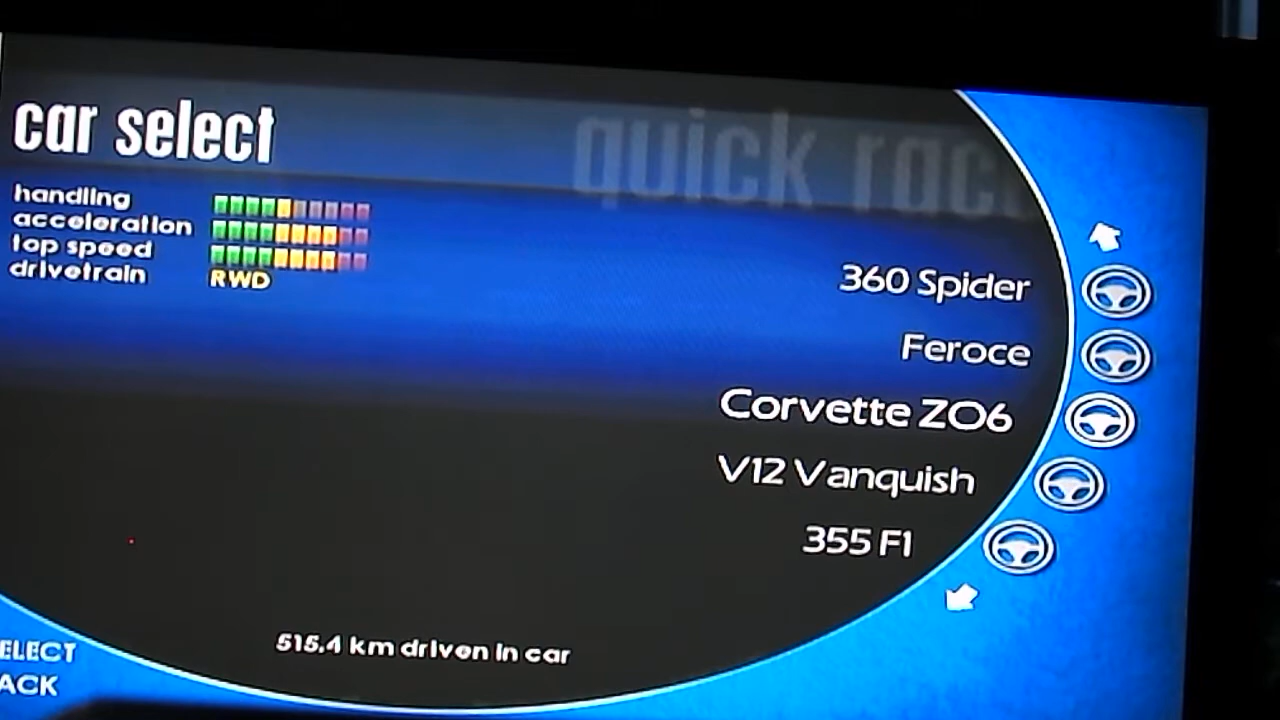 car select
quick rac
handling
acceleration
top speed
drivetrain RWD
360 Spider
Feroce
Corvette ZO6
V12 Vanquish
355 F1
515.4 km driven in car
ELECT
ACK